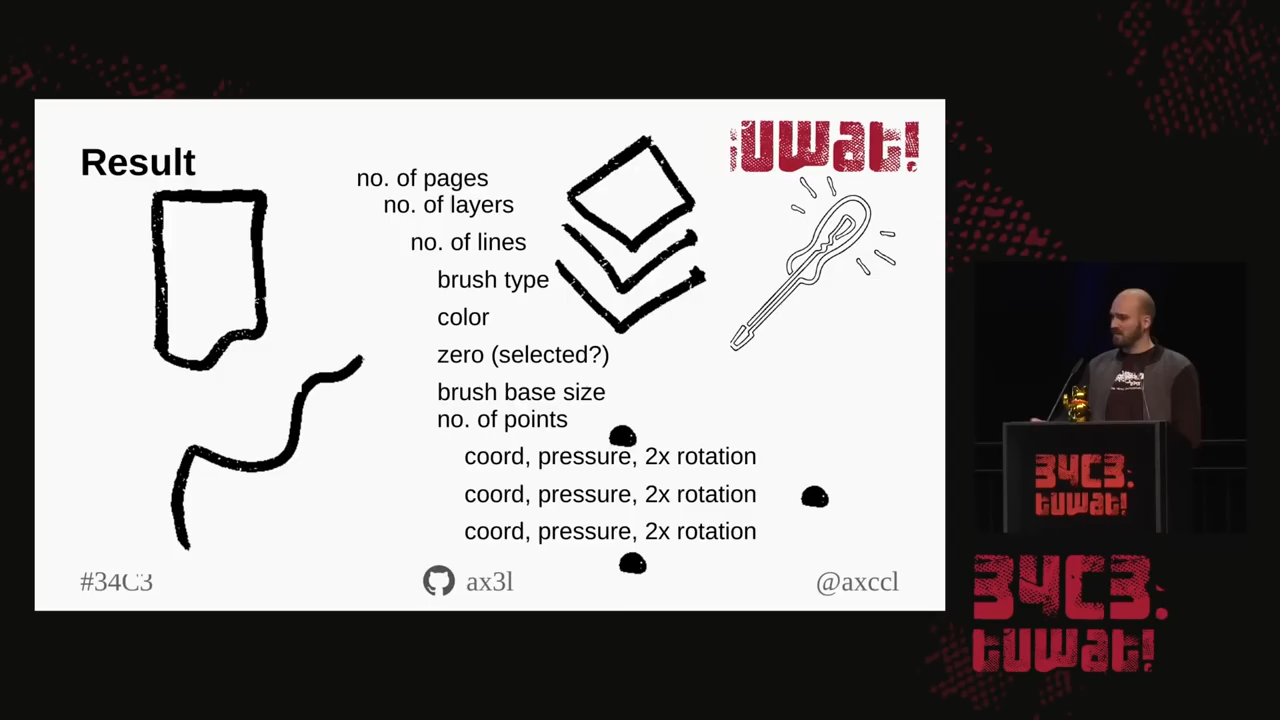 Result
tuwat!
no. of pages
no. of layers
no. of lines
brush type
color
zero (selected?)
brush base size
no. of points
coord, pressure, 2x rotation
coord, pressure, 2x rotation
coord, pressure, 2x rotation
#34C3
ax3l
@axccl
34C3.
tuwat!
34C3.
tuwat!